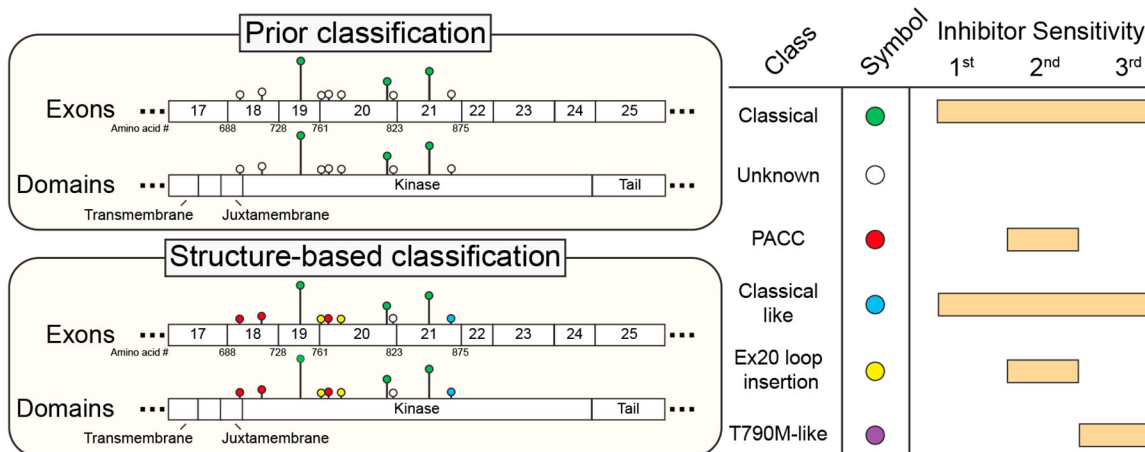 Prior classification
Exons
••• 17 18 19 20 21 22 23 24 25 •••
Amino acid # 688 728 761 823 875
Domains
••• Kinase Tail •••
Transmembrane Juxtamembrane
Structure-based classification
Exons
••• 17 18 19 20 21 22 23 24 25 •••
Amino acid # 688 728 761 823 875
Domains
••• Kinase Tail •••
Transmembrane Juxtamembrane
Class Symbol Inhibitor Sensitivity
1st 2nd 3rd
Classical
Unknown
PACC
Classical
like
Ex20 loop
insertion
T790M-like